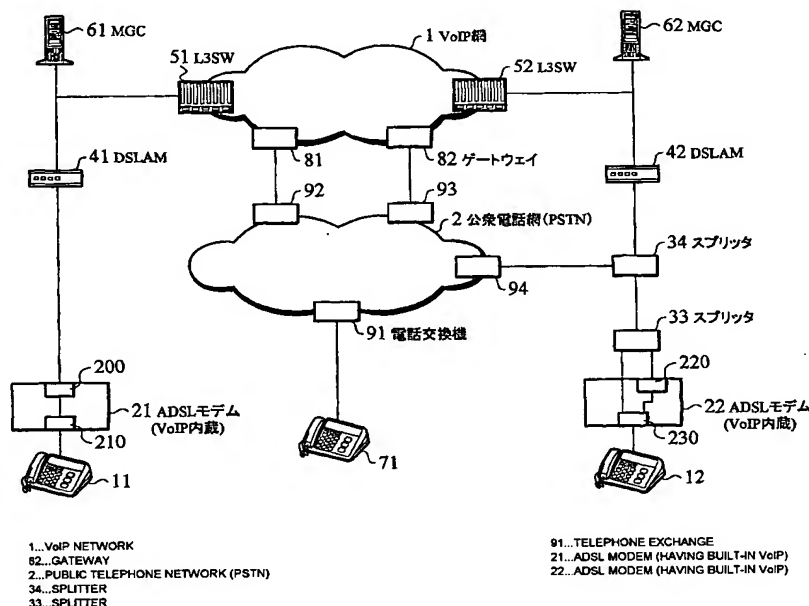 61 MGC
62 MGC
1 VoIP網
51 L3SW
52 L3SW
41 DSLAM
81
82 ゲートウェイ
42 DSLAM
92
93
2 公衆電話網(PSTN)
34 スプリッタ
94
33 スプリッタ
91 電話交換機
200
220
21 ADSLモデム
(VoIP内蔵)
22 ADSLモデム
(VoIP内蔵)
210
230
11
71
12
1...VoIP NETWORK
62...GATEWAY
2...PUBLIC TELEPHONE NETWORK (PSTN)
34...SPLITTER
33...SPLITTER
91...TELEPHONE EXCHANGE
21...ADSL MODEM (HAVING BUILT-IN VoIP)
22...ADSL MODEM (HAVING BUILT-IN VoIP)